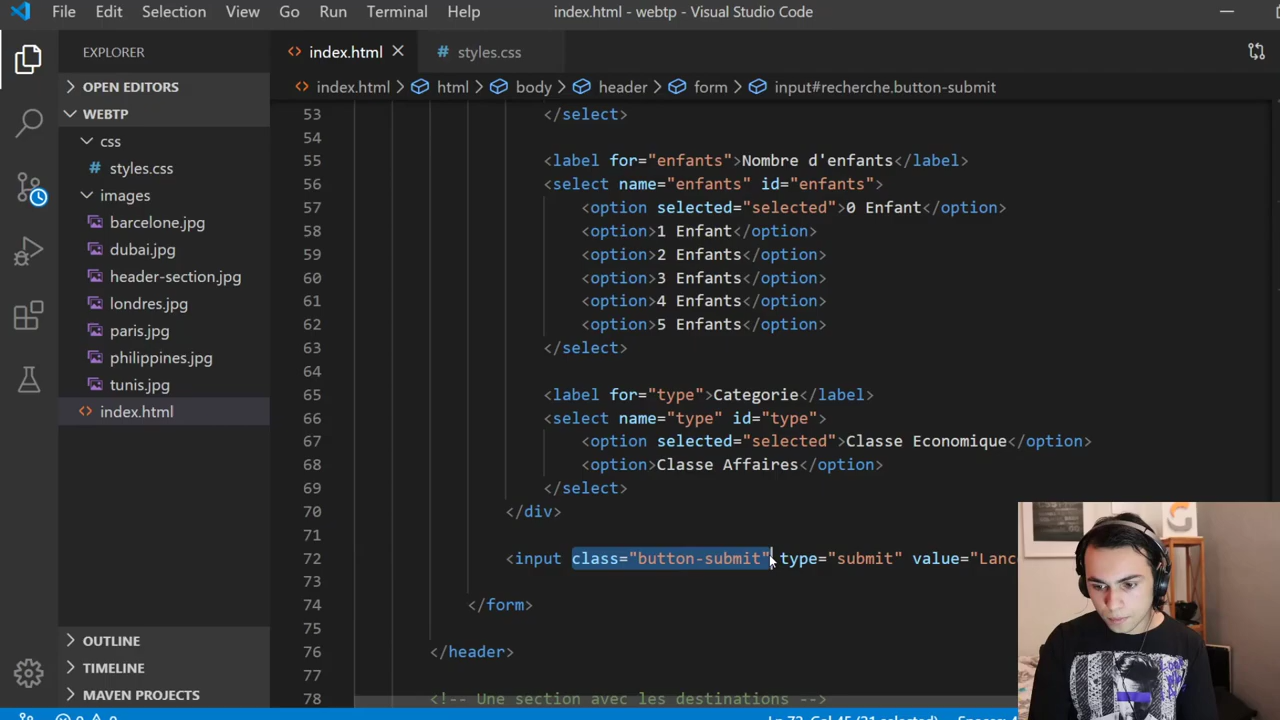 File Edit Selection View Go Run Terminal Help index.html - webtp - Visual Studio Code
EXPLORER
OPEN EDITORS
WEBTP
css
# styles.css
images
barcelone.jpg
dubai.jpg
header-section.jpg
londres.jpg
paris.jpg
philippines.jpg
tunis.jpg
<> index.html
OUTLINE
TIMELINE
MAVEN PROJECTS
<> index.html # styles.css
<> index.html > html > body > header > form > input#recherche.button-submit
53 </select>
54
55 <label for="enfants">Nombre d'enfants</label>
56 <select name="enfants" id="enfants">
57 <option selected="selected">0 Enfant</option>
58 <option>1 Enfant</option>
59 <option>2 Enfants</option>
60 <option>3 Enfants</option>
61 <option>4 Enfants</option>
62 <option>5 Enfants</option>
63 </select>
64
65 <label for="type">Categorie</label>
66 <select name="type" id="type">
67 <option selected="selected">Classe Economique</option>
68 <option>Classe Affaires</option>
69 </select>
70 </div>
71
72 <input class="button-submit" type="submit" value="Lanc
73
74 </form>
75
76 </header>
77
78 <!-- Une section avec les destinations -->